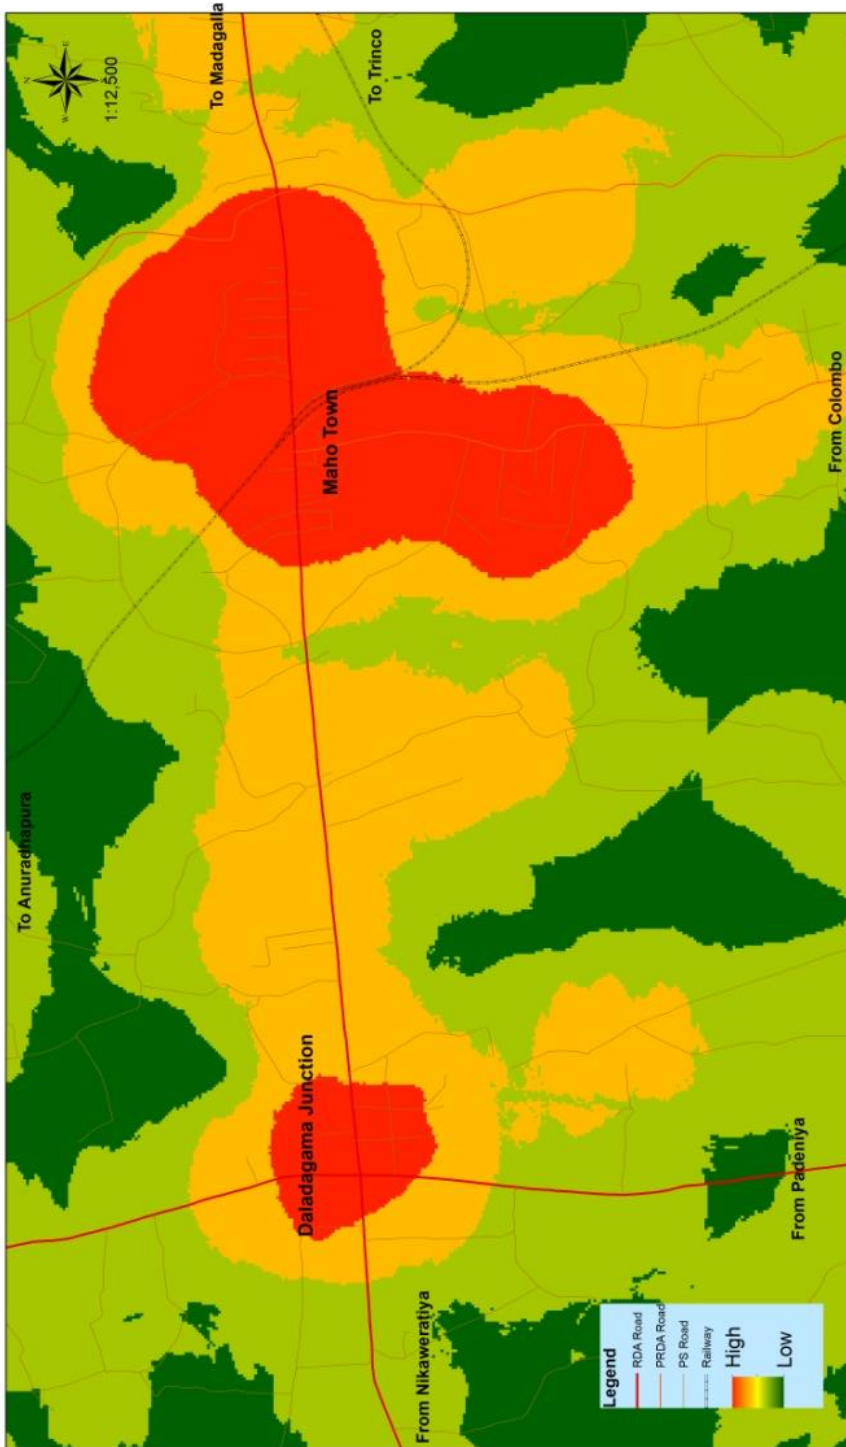 N
E
S
W
1:12,500
To Madagalla
To Trinco
To Anuradhapura
Maho Town
Daladagama Junction
From Colombo
From Nikaweratiya
From Padeniya
Legend
RDA Road
PRDA Road
PS Road
Railway
High
Low